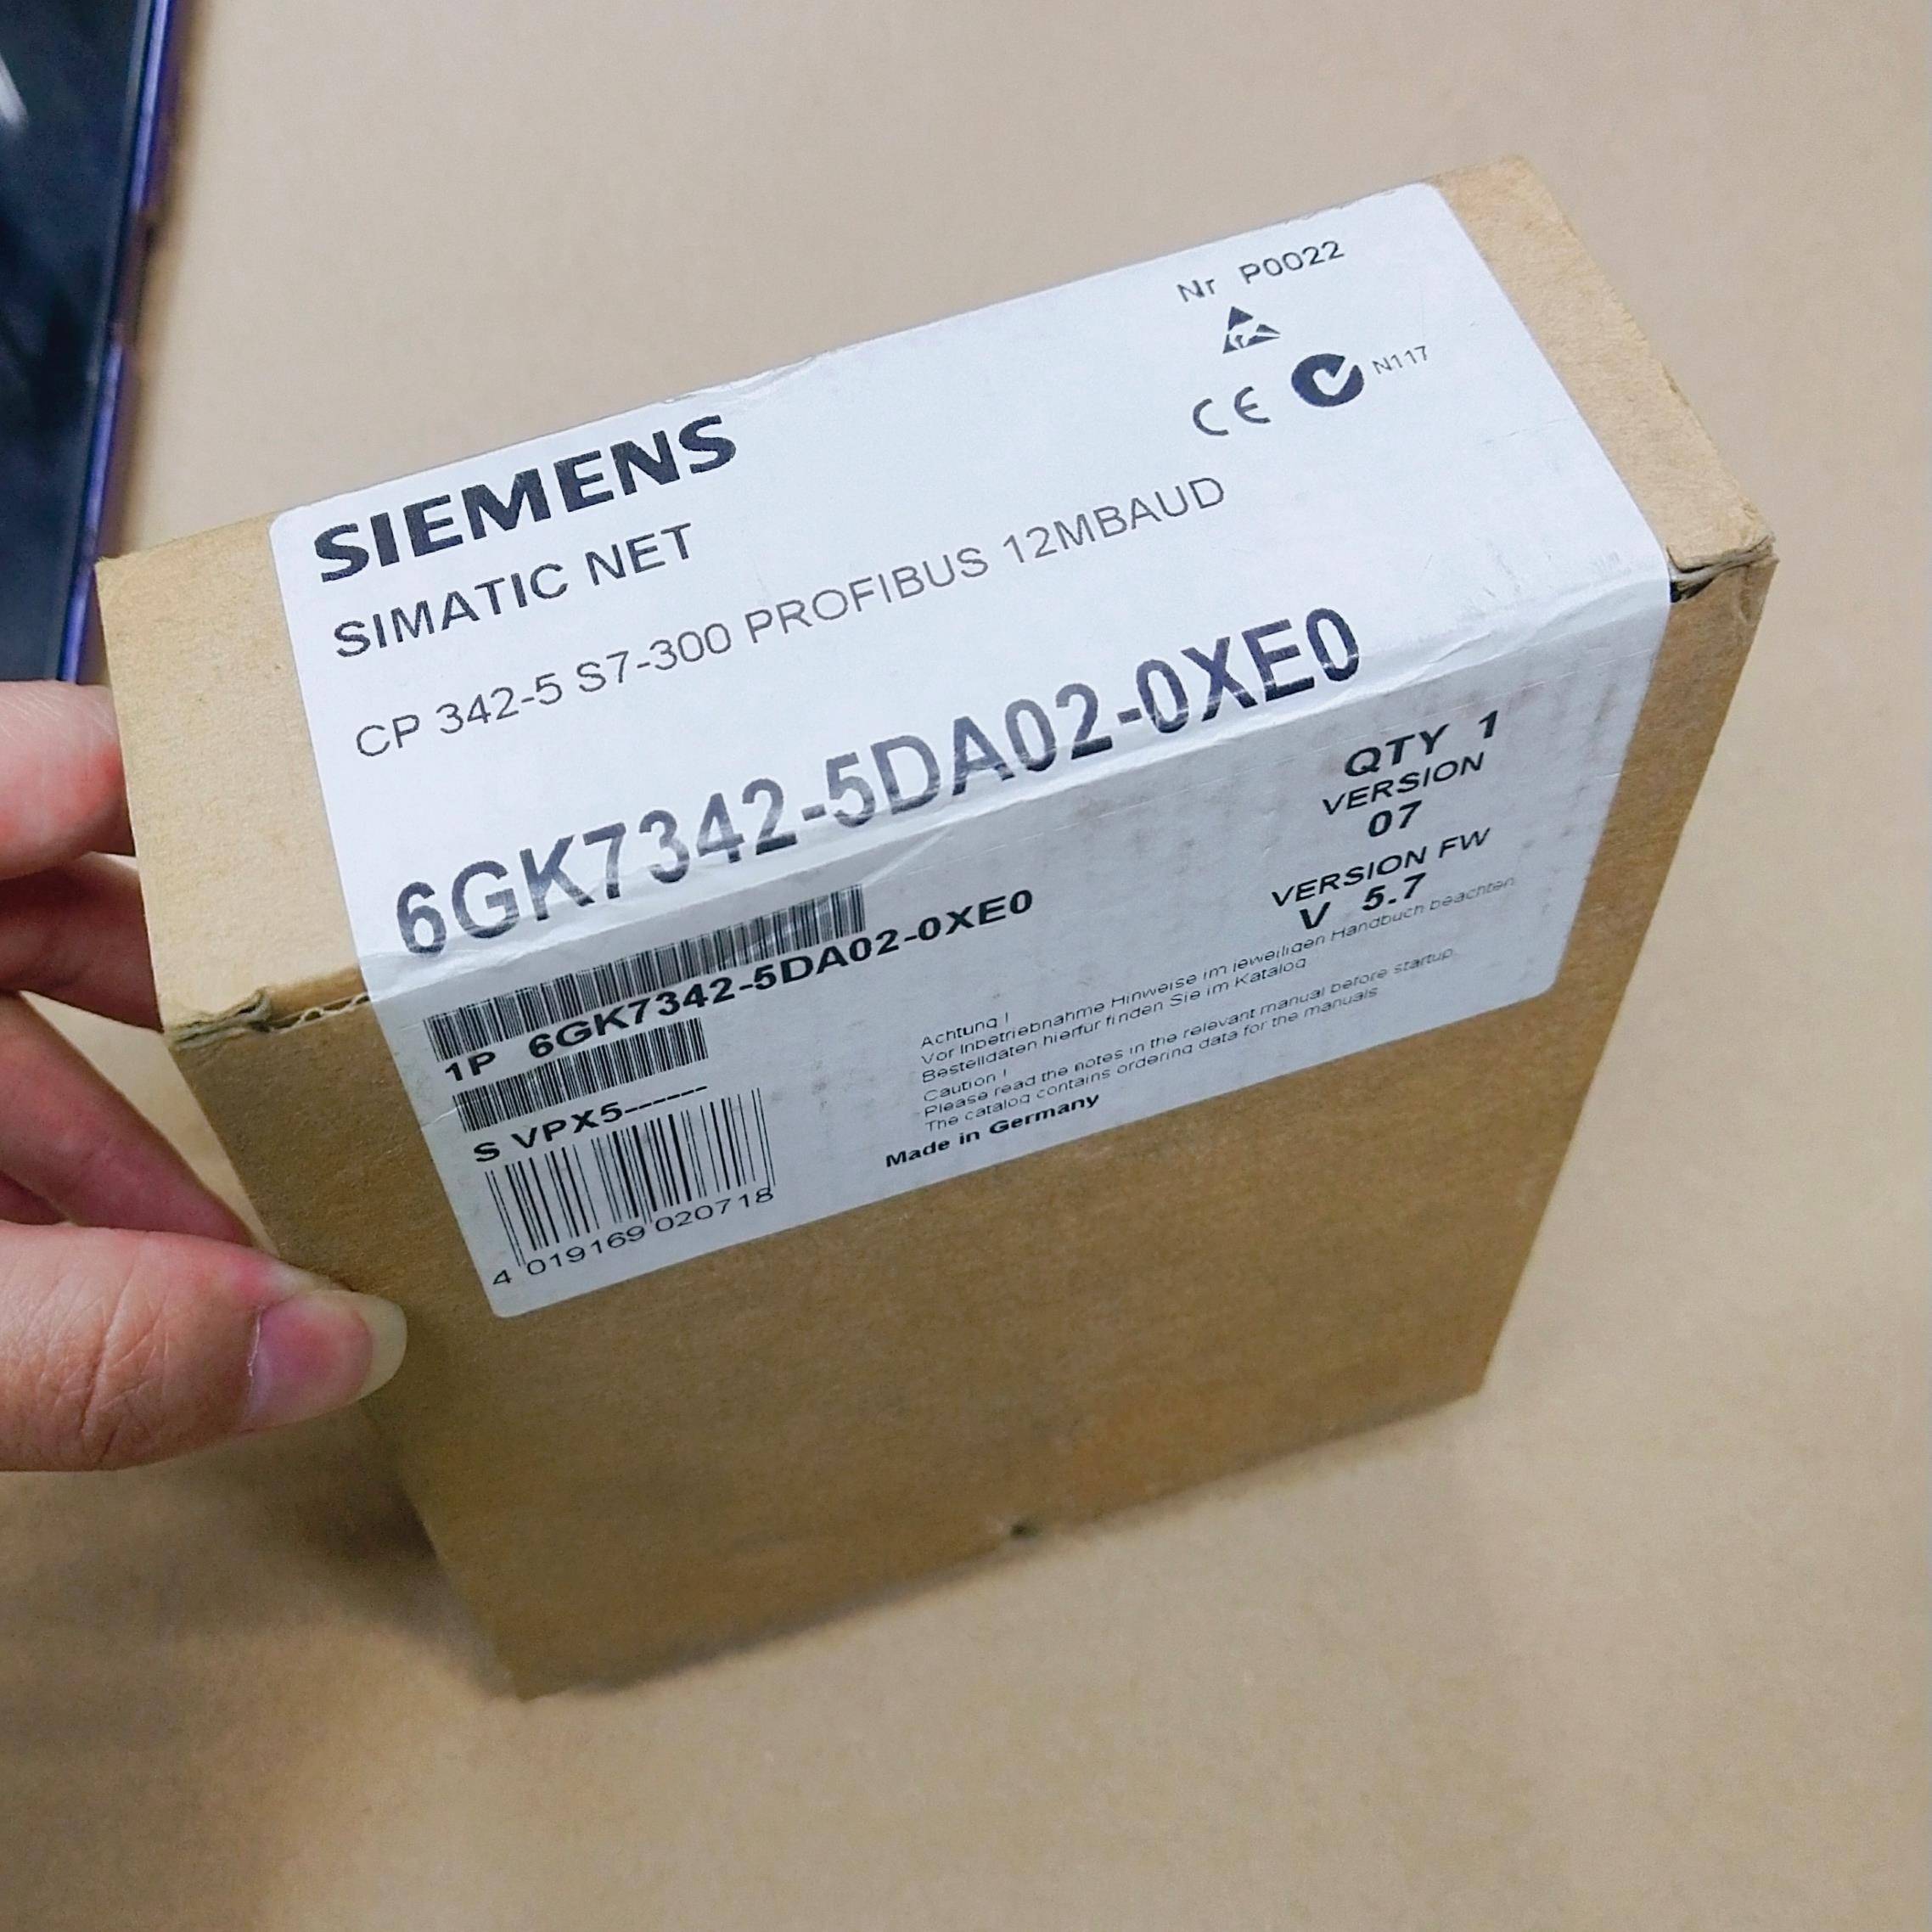 Nr P0022
CE N117
SIEMENS
SIMATIC NET
CP 342-5 S7-300 PROFIBUS 12MBAUD
6GK7342-5DA02-0XE0
QTY 1
VERSION
07
VERSION FW
V 5.7
1P 6GK7342-5DA02-0XE0
S VPX5------
4 019169 020718
Achtung !
Vor Inbetriebnahme Hinweise im jeweiligen Handbuch beachten.
Bestelldaten hierfur finden Sie im Katalog
Caution !
Please read the notes in the relevant manual before startup.
The catalog contains ordering data for the manuals
Made in Germany